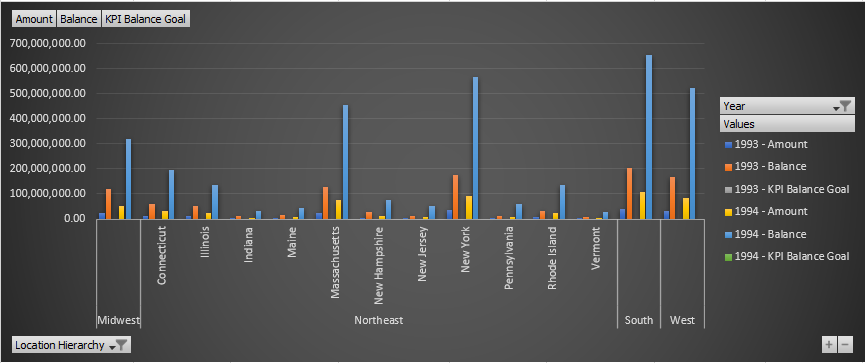 Amount Balance KPI Balance Goal
700,000,000.00
600,000,000.00
500,000,000.00
400,000,000.00
300,000,000.00
200,000,000.00
100,000,000.00
0.00
Connecticut
Illinois
Indiana
Maine
Massachusetts
New Hampshire
New Jersey
New York
Pennsylvania
Rhode Island
Vermont
Midwest Northeast South West
Year
Values
1993 - Amount
1993 - Balance
1993 - KPI Balance Goal
1994 - Amount
1994 - Balance
1994 - KPI Balance Goal
Location Hierarchy
+ −